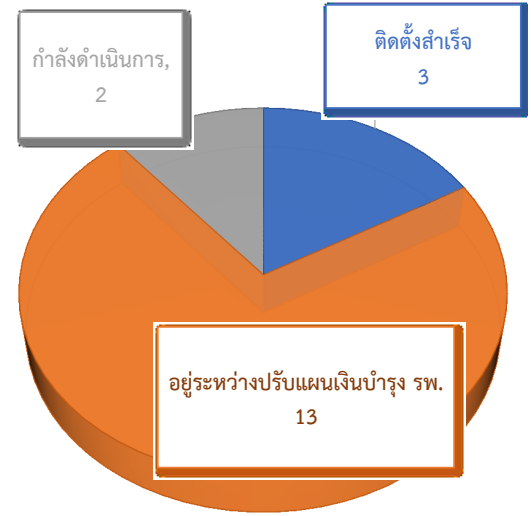 กำลังดำเนินการ,
2
ติดตั้งสำเร็จ
3
อยู่ระหว่างปรับแผนเงินบำรุง รพ.
13